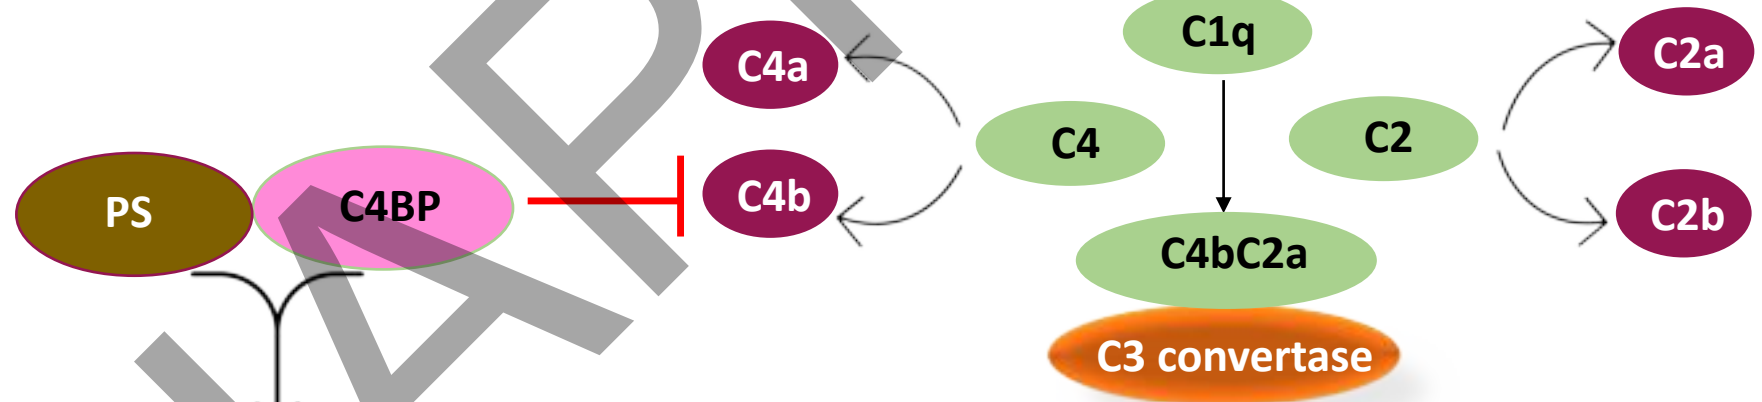 C1q
C4a
C2a
C4
C2
C4b
PS
C4BP
C2b
C4bC2a
C3 convertase